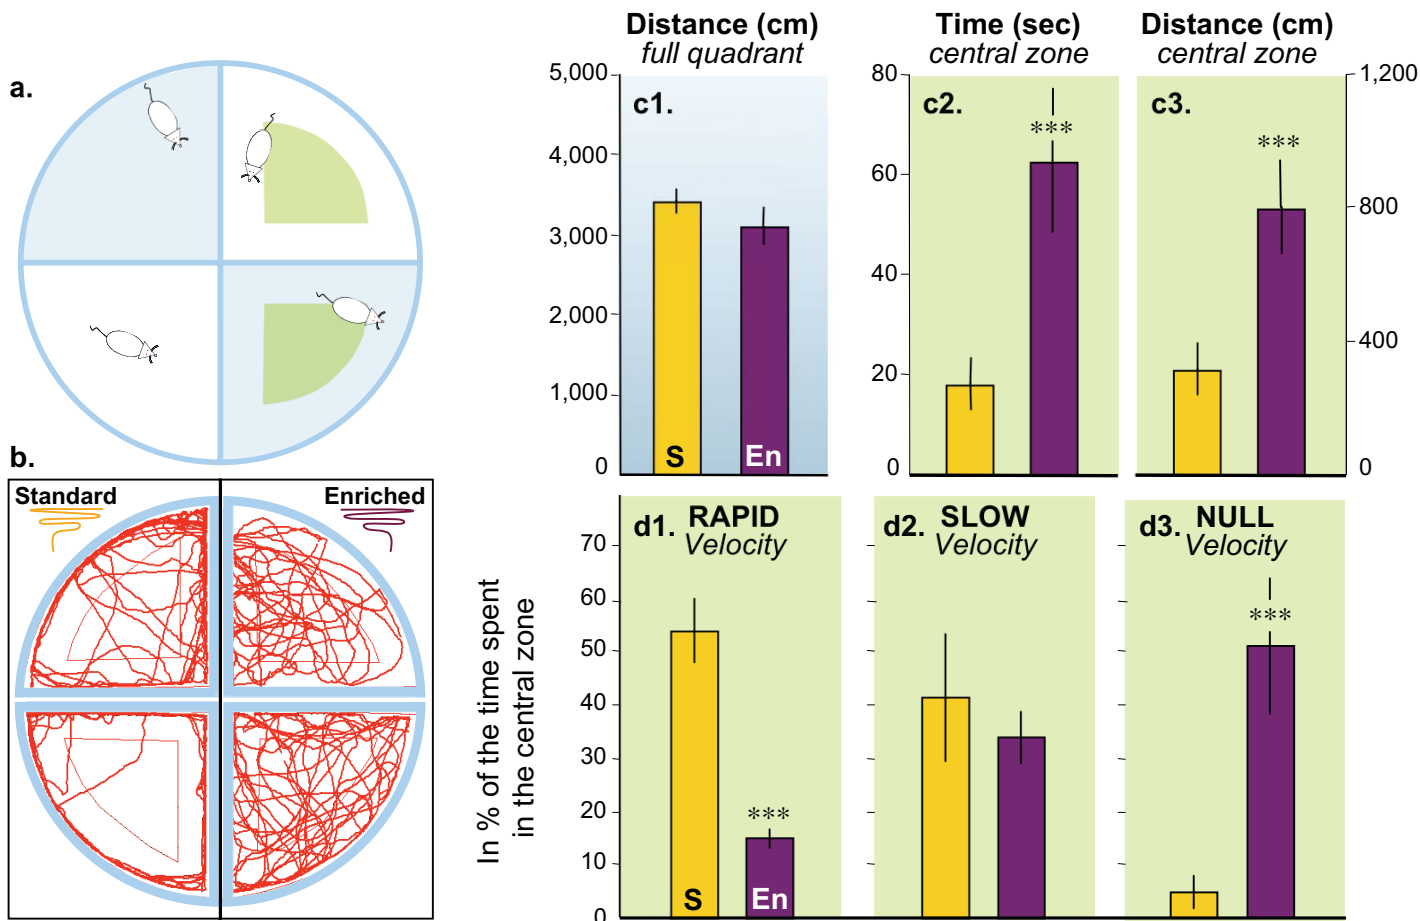 a.
b.
Standard
Enriched
Distance (cm)
full quadrant
5,000
4,000
3,000
2,000
1,000
0
c1.
S
En
Time (sec)
central zone
80
60
40
20
0
c2.
***
Distance (cm)
central zone
c3.
***
1,200
800
400
0
In % of the time spent
in the central zone
70
60
50
40
30
20
10
0
d1. RAPID
Velocity
***
S
En
d2. SLOW
Velocity
d3. NULL
Velocity
***